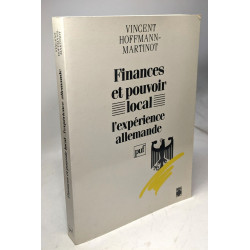 VINCENT
HOFFMANN-
MARTINOT
Finances
et pouvoir
local
l'expérience
allemande
puf